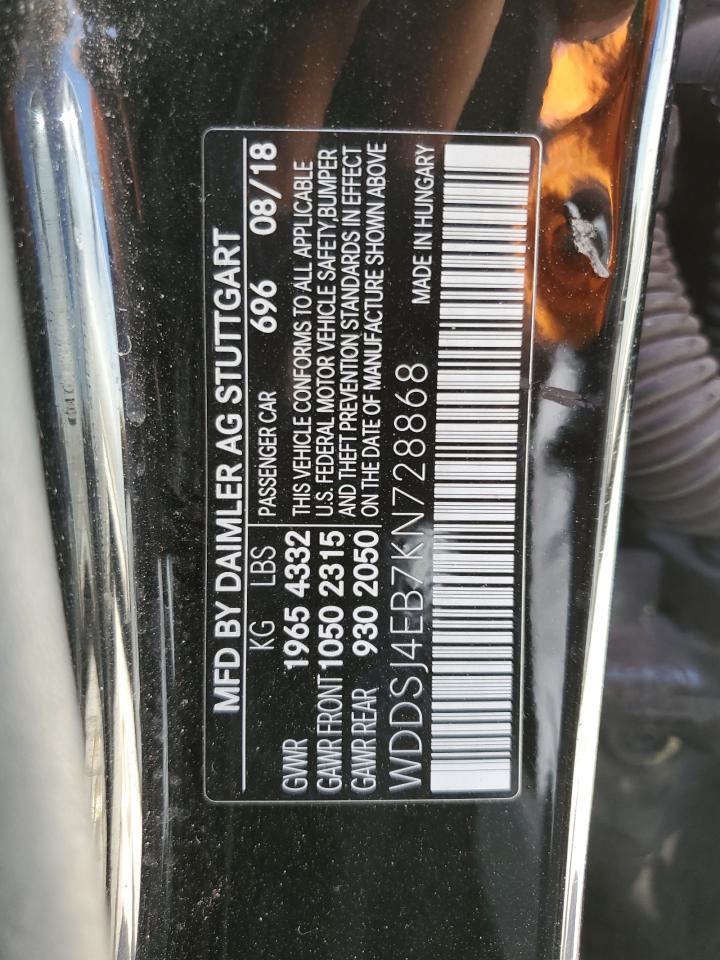 MFD BY DAIMLER AG STUTTGART
KG LBS PASSENGER CAR 696 08/18
GVWR 1965 4332 THIS VEHICLE CONFORMS TO ALL APPLICABLE
GAWR FRONT 1050 2315 U.S. FEDERAL MOTOR VEHICLE SAFETY,BUMPER
GAWR REAR 930 2050 AND THEFT PREVENTION STANDARDS IN EFFECT
ON THE DATE OF MANUFACTURE SHOWN ABOVE
WDDSJ4EB7KN728868 MADE IN HUNGARY